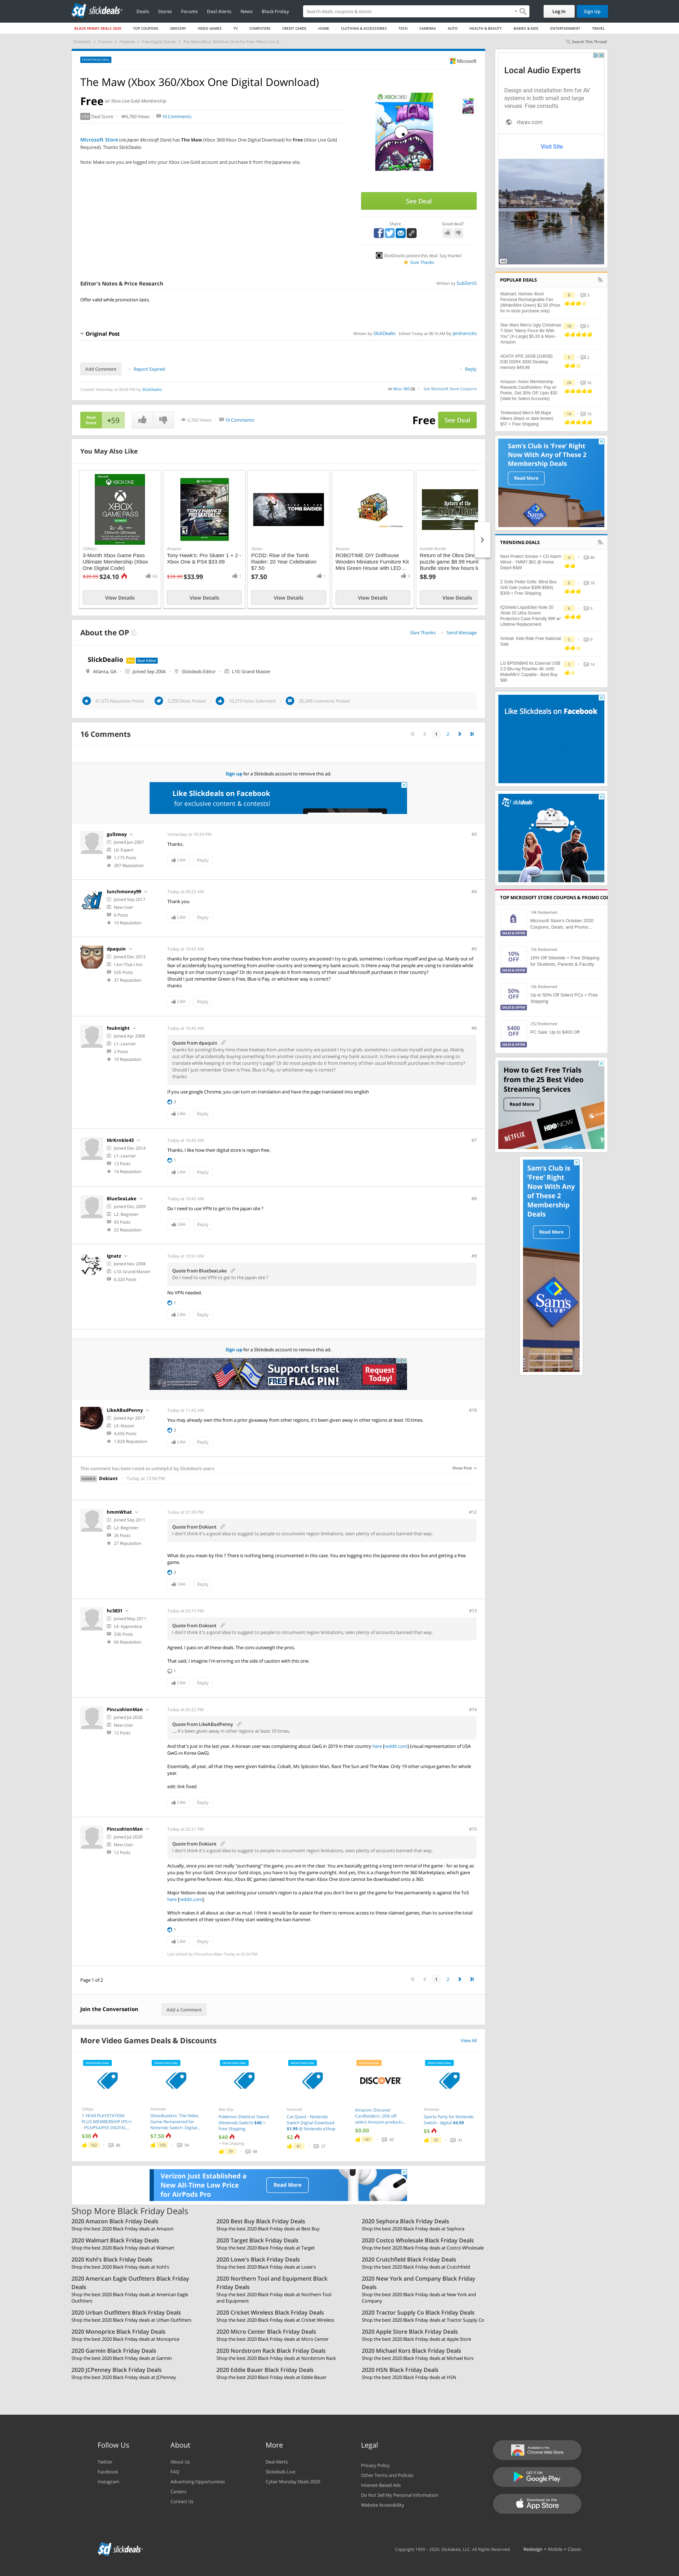 slickdeals
Deals Stores Forums Deal Alerts News Black Friday
Search deals, coupons & stores
Log In
Sign Up
BLACK FRIDAY DEALS 2020 TOP COUPONS GROCERY VIDEO GAMES TV COMPUTERS CREDIT CARDS HOME CLOTHING & ACCESSORIES TECH CAMERAS AUTO HEALTH & BEAUTY BABIES & KIDS ENTERTAINMENT TRAVEL
Search This Thread
FRONTPAGE DEAL
Microsoft
The Maw (Xbox 360/Xbox One Digital Download)
Free w/ Xbox Live Gold Membership
+59 Deal Score 6,760 Views 16 Comments
Microsoft Store (via Japan Microsoft Store) has The Maw (Xbox 360/Xbox One Digital Download) for Free (Xbox Live Gold Required). Thanks SlickDealio
Note: Make sure you are logged into your Xbox Live Gold account and purchase it from the Japanese site.
XBOX 360
See Deal
Share
Good deal?
SlickDealio posted this deal. Say thanks!
Give Thanks
Editor's Notes & Price Research
Written by SubZero5
Offer valid while promotion lasts.
Original Post
Written by SlickDealio Edited Today at 08:16 AM by jershanicks
Add Comment
Report Expired
Reply
Xbox 360
Get Microsoft Store Coupons
Deal Score +59
6,760 Views 16 Comments
Free
See Deal
You May Also Like
3-Month Xbox Game Pass Ultimate Membership (Xbox One Digital Code)
$24.10
View Details
Amazon
Tony Hawk's: Pro Skater 1 + 2 - Xbox One & PS4 $33.99
$33.99
View Details
PCDD: Rise of the Tomb Raider: 20 Year Celebration $7.50
$7.50
View Details
Amazon
ROBOTIME DIY Dollhouse Wooden Miniature Furniture Kit Mini Green House with LED...
View Details
Humble Bundle
$8.99
View Details
About the OP
Give Thanks
Send Message
SlickDealio Deal Editor
Atlanta, GA Joined Sep 2004 Slickdeals Editor L10: Grand Master
16 Comments
1 2
Sign up for a Slickdeals account to remove this ad.
Like Slickdeals on Facebook
for exclusive content & contests!
gullzway
Joined Jan 2007
L6: Expert
1,175 Posts
287 Reputation
Yesterday at 10:39 PM
#3
Thanks.
Like Reply
lunchmoney99
Joined Sep 2017
New User
6 Posts
10 Reputation
Today at 09:23 AM
#4
Thank you
Like Reply
dpaquin
Joined Dec 2013
I Am That I Am
526 Posts
37 Reputation
Today at 10:43 AM
#5
thanks for posting! Every time these freebies from another country are posted i try to grab, sometimes i confuse myself and give up. Mainly out of fear of accidentally buying something from another country and screwing my bank account. Is there a way that people are using to translate while keeping it on that country's page? Or do most people do it from memory of their usual Microsoft purchases in their country? Should I just remember Green is Free, Blue is Pay, or whichever way is correct?
thanks
Like Reply
fouknight
Joined Apr 2008
L1: Learner
2 Posts
10 Reputation
Today at 10:45 AM
#6
Quote from dpaquin
thanks for posting! Every time these freebies from another country are posted i try to grab, sometimes i confuse myself and give up. Mainly out of fear of accidentally buying something from another country and screwing my bank account. Is there a way that people are using to translate while keeping it on that country's page? Or do most people do it from memory of their usual Microsoft purchases in their country? Should I just remember Green is Free, Blue is Pay, or whichever way is correct?
thanks
If you use google Chrome, you can turn on translation and have the page translated into english
3
Like Reply
MrKrnkle43
Joined Dec 2014
L1: Learner
13 Posts
14 Reputation
Today at 10:45 AM
#7
Thanks. I like how their digital store is region free.
1
Like Reply
BlueSeaLake
Joined Dec 2009
L2: Beginner
93 Posts
22 Reputation
Today at 10:45 AM
#8
Do I need to use VPN to get to the japan site ?
Like Reply
ignatz
Joined Nov 2008
L10: Grand Master
6,320 Posts
Today at 10:51 AM
#9
Quote from BlueSeaLake
Do I need to use VPN to get to the japan site ?
No VPN needed.
1
Like Reply
Sign up for a Slickdeals account to remove this ad.
Support Israel
FREE FLAG PIN!
Request Today!
LikeABadPenny
Joined Apr 2017
L9: Master
4,656 Posts
1,829 Reputation
Today at 11:42 AM
#10
You may already own this from a prior giveaway from other regions, it's been given away in other regions at least 10 times.
3
Like Reply
This comment has been rated as unhelpful by Slickdeals users
Show Post
Dokiant Today at 12:08 PM
hmmWhat
Joined Sep 2011
L2: Beginner
26 Posts
27 Reputation
Today at 01:38 PM
#12
Quote from Dokiant
I don't think it's a good idea to suggest to people to circumvent region limitations, seen plenty of accounts banned that way.
What do you mean by this ? There is nothing being circumvented in this case. You are logging into the Japanese site xbox live and getting a free game.
3
Like Reply
hc5831
Joined May 2011
L4: Apprentice
336 Posts
66 Reputation
Today at 02:15 PM
#13
Quote from Dokiant
I don't think it's a good idea to suggest to people to circumvent region limitations, seen plenty of accounts banned that way.
Agreed. I pass on all these deals. The cons outweigh the pros.
That said, I imagine I'm erroring on the side of caution with this one.
1
Like Reply
PincushionMan
Joined Jul 2020
New User
12 Posts
Today at 02:22 PM
#14
Quote from LikeABadPenny
... it's been given away in other regions at least 10 times.
And that's just in the last year. A Korean user was complaining about GwG in 2019 in their country here [reddit.com] (visual representation of USA GwG vs Korea GwG).
Essentially, all year, all that they were given Kalimba, Cobalt, Ms Splosion Man, Race The Sun and The Maw. Only 19 other unique games for whole year.
edit: link fixed
Like Reply
PincushionMan
Joined Jul 2020
New User
12 Posts
Today at 02:37 PM
#15
Quote from Dokiant
I don't think it's a good idea to suggest to people to circumvent region limitations, seen plenty of accounts banned that way.
Actually, since you are not really "purchasing" the game, you are in the clear. You are basically getting a long term rental of the game - for as long as you pay for your Gold. Once your Gold stops, you have to buy the game outright. And yes, there is a change from the 360 Marketplace, which gave you the game free forever. Also, Xbox BC games claimed from the main Xbox One store cannot be downloaded onto a 360.
Major Nelson does say that switching your console's region to a place that you don't live to get the game for free permanently is against the ToS here [reddit.com].
Which makes it all about as clear as mud. I think it would be far easier for them to remove access to these claimed games, than to survive the total abandonment of their system if they start wielding the ban-hammer.
1
Like Reply
Last edited by PincushionMan Today at 02:39 PM
Page 1 of 2
1 2
Join the Conversation
Add a Comment
More Video Games Deals & Discounts
View All
1-YEAR PLAYSTATION PLUS MEMBERSHIP (PS+) - PS3/PS4/PS5 DIGITAL...
$30
Ghostbusters: The Video Game Remastered for Nintendo Switch: Digital...
$7.50
Best Buy
Pokémon Shield or Sword (Nintendo Switch) $40 + Free Shipping
$40
+ Free Shipping
Nintendo
Cat Quest - Nintendo Switch Digital Download - $1.99 @ Nintendo eShop
$2
DISCOVER
Amazon: Discover Cardholders, 20% off select Amazon products...
$0.00
Nintendo
Sports Party for Nintendo Switch - digital $4.99
$5
Verizon Just Established a New All-Time Low Price for AirPods Pro
Read More
Shop More Black Friday Deals
2020 Amazon Black Friday Deals
Shop the best 2020 Black Friday deals at Amazon
2020 Best Buy Black Friday Deals
Shop the best 2020 Black Friday deals at Best Buy
2020 Sephora Black Friday Deals
Shop the best 2020 Black Friday deals at Sephora
2020 Walmart Black Friday Deals
Shop the best 2020 Black Friday deals at Walmart
2020 Target Black Friday Deals
Shop the best 2020 Black Friday deals at Target
2020 Costco Wholesale Black Friday Deals
Shop the best 2020 Black Friday deals at Costco Wholesale
2020 Kohl's Black Friday Deals
Shop the best 2020 Black Friday deals at Kohl's
2020 Lowe's Black Friday Deals
Shop the best 2020 Black Friday deals at Lowe's
2020 Crutchfield Black Friday Deals
Shop the best 2020 Black Friday deals at Crutchfield
2020 American Eagle Outfitters Black Friday Deals
Shop the best 2020 Black Friday deals at American Eagle Outfitters
2020 Northern Tool and Equipment Black Friday Deals
Shop the best 2020 Black Friday deals at Northern Tool and Equipment
2020 New York and Company Black Friday Deals
Shop the best 2020 Black Friday deals at New York and Company
2020 Urban Outfitters Black Friday Deals
Shop the best 2020 Black Friday deals at Urban Outfitters
2020 Cricket Wireless Black Friday Deals
Shop the best 2020 Black Friday deals at Cricket Wireless
2020 Tractor Supply Co Black Friday Deals
Shop the best 2020 Black Friday deals at Tractor Supply Co
2020 Monoprice Black Friday Deals
Shop the best 2020 Black Friday deals at Monoprice
2020 Micro Center Black Friday Deals
Shop the best 2020 Black Friday deals at Micro Center
2020 Apple Store Black Friday Deals
Shop the best 2020 Black Friday deals at Apple Store
2020 Garmin Black Friday Deals
Shop the best 2020 Black Friday deals at Garmin
2020 Nordstrom Rack Black Friday Deals
Shop the best 2020 Black Friday deals at Nordstrom Rack
2020 Michael Kors Black Friday Deals
Shop the best 2020 Black Friday deals at Michael Kors
2020 JCPenney Black Friday Deals
Shop the best 2020 Black Friday deals at JCPenney
2020 Eddie Bauer Black Friday Deals
Shop the best 2020 Black Friday deals at Eddie Bauer
2020 HSN Black Friday Deals
Shop the best 2020 Black Friday deals at HSN
Local Audio Experts
Design and installation firm for AV systems in both small and large venues. Free consults.
rtwav.com
Visit Site
Ad
POPULAR DEALS
Walmart: Holmes 4inch Personal Rechargeable Fan (White/Mint Green) $2.50 (Price for in-store purchase only)
Star Wars Men's Ugly Christmas T-Shirt "Merry Force Be With You" (X-Large) $5.20 & More - Amazon
ADATA XPG 16GB (2x8GB) D30 DDR4 3000 Desktop memory $49.99
Amazon: Amex Membership Rewards Cardholders: Pay w/ Points, Get 30% Off, Upto $30 (Valid for Select Accounts)
Timberland Men's Mt Major Hikers (black or dark brown) $57 + Free Shipping
Sam's Club is 'Free' Right Now With Any of These 2 Membership Deals
Read More
TRENDING DEALS
Nest Protect Smoke + CO Alarm Wired - YMMV $62 @ Home Depot B&M
Z Grills Pellet Grills: Blind Box Grill Sale (value $399-$584) $309 + Free Shipping
IQShield LiquidSkin Note 20 /Note 20 Ultra Screen Protectors Case Friendly 99¢ w/ Lifetime Replacement
Amtrak: Kids Ride Free National Sale
LG BP50NB40 6x External USB 2.0 Blu-ray Rewriter 4K UHD MakeMKV Capable - Best Buy $80
Like Slickdeals on Facebook
slickdeals
TOP MICROSOFT STORE COUPONS & PROMO CO
14k Redeemed
Microsoft Store's October 2020 Coupons, Deals, and Promo...
SALES & OFFER
10% OFF
10% Off Sitewide + Free Shipping for Students, Parents & Faculty
SALES & OFFER
50% OFF
Up to 50% Off Select PCs + Free Shipping
SALES & OFFER
$400 OFF
252 Redeemed
PC Sale: Up to $400 Off
SALES & OFFER
How to Get Free Trials from the 25 Best Video Streaming Services
Read More
NETFLIX
HBO NOW
Sam's Club is 'Free' Right Now With Any of These 2 Membership Deals
Read More
Sam's CLUB
Follow Us
Twitter
Facebook
Instagram
About
About Us
FAQ
Advertising Opportunities
Careers
Contact Us
More
Deal Alerts
Slickdeals Live
Cyber Monday Deals 2020
Legal
Privacy Policy
Other Terms and Policies
Interest-Based Ads
Do Not Sell My Personal Information
Website Accessibility
Available in the Chrome Web Store
GET IT ON Google Play
Download on the App Store
slickdeals
Copyright 1999 - 2020. Slickdeals, LLC. All Rights Reserved.
Redesign • Mobile • Classic